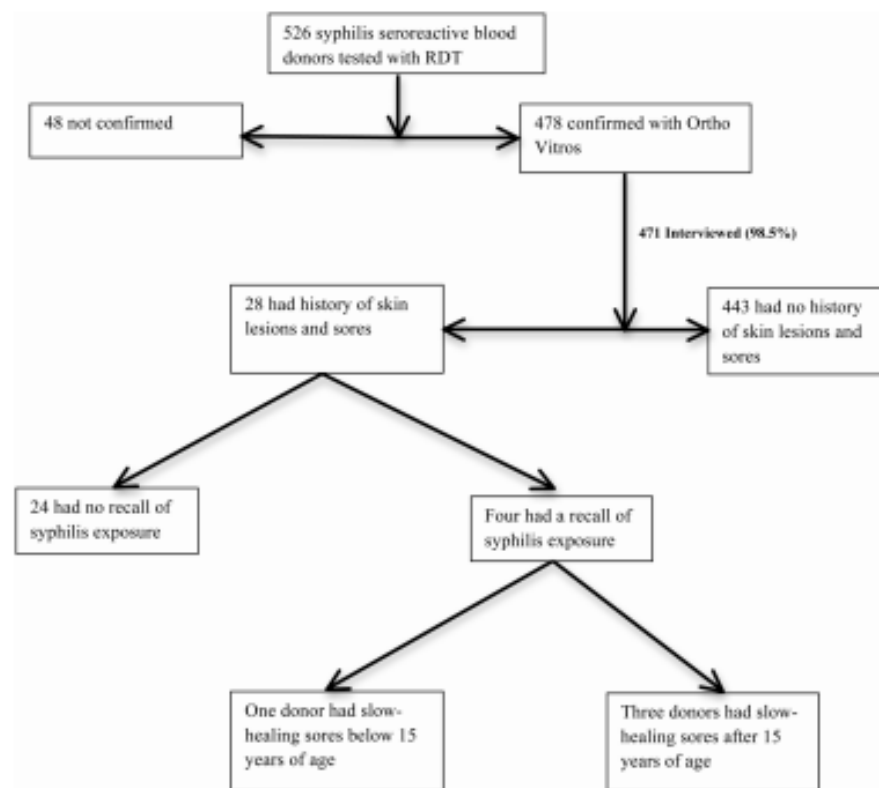 526 syphilis seroreactive blood
donors tested with RDT
48 not confirmed
478 confirmed with Ortho
Vitros
471 Interviewed (98.5%)
28 had history of skin
lesions and sores
443 had no history
of skin lesions and
sores
24 had no recall of
syphilis exposure
Four had a recall of
syphilis exposure
One donor had slow-
healing sores below 15
years of age
Three donors had slow-
healing sores after 15
years of age